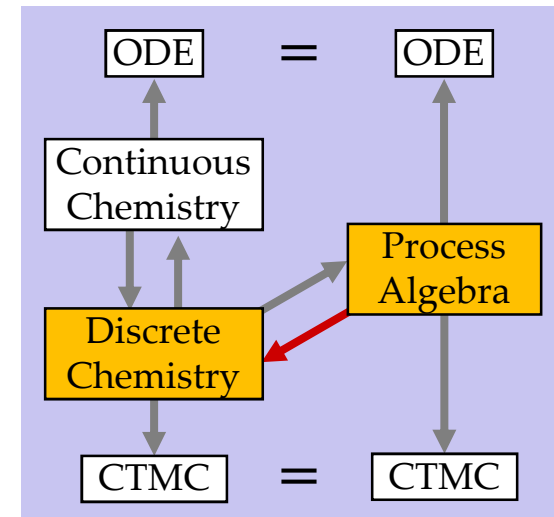 ODE = ODE
Continuous
Chemistry
Process
Algebra
Discrete
Chemistry
CTMC = CTMC